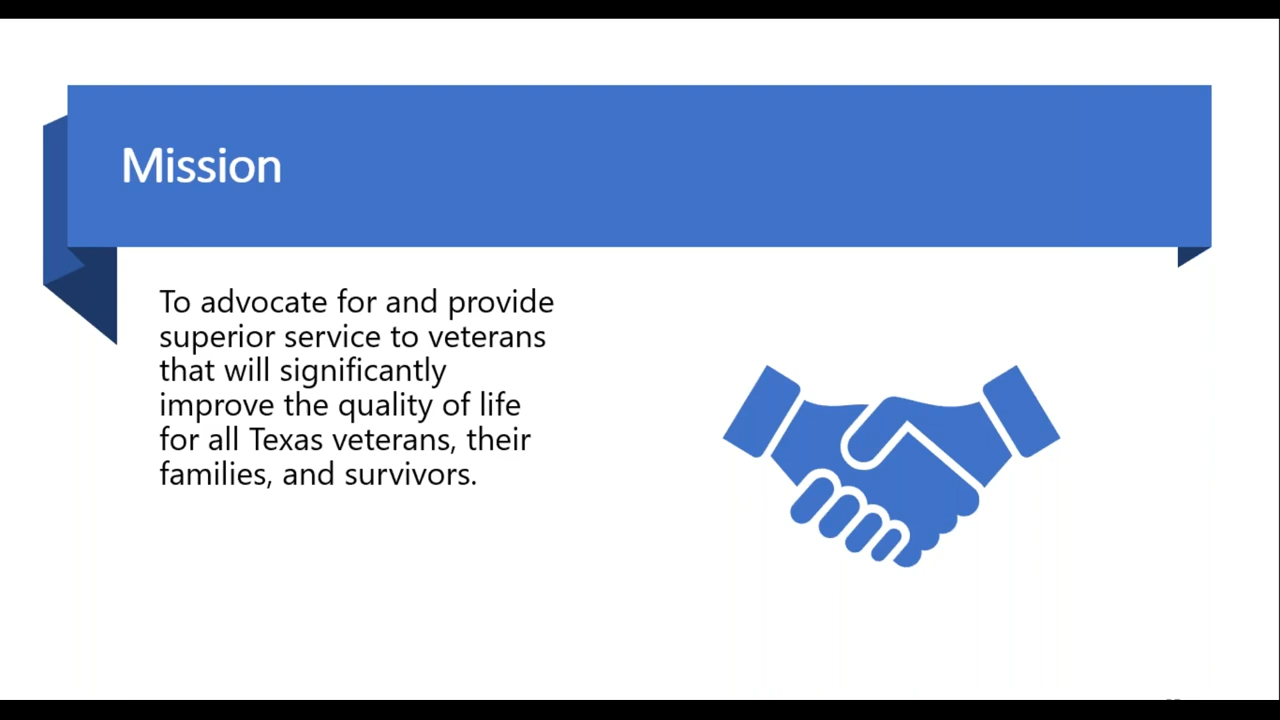 Mission
To advocate for and provide
superior service to veterans
that will significantly
improve the quality of life
for all Texas veterans, their
families, and survivors.